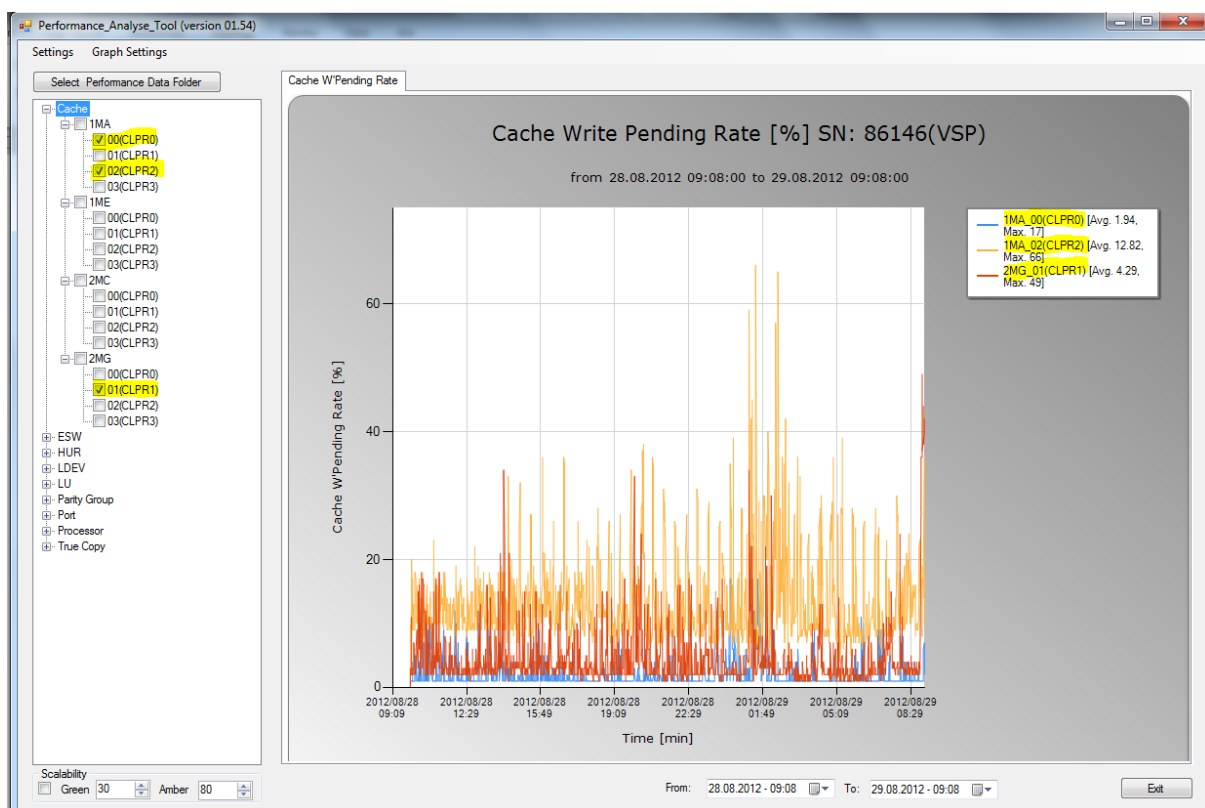 Performance_Analyse_Tool (version 01.54)
Settings Graph Settings
Select Performance Data Folder
Cache
1MA
00(CLPR0)
01(CLPR1)
02(CLPR2)
03(CLPR3)
1ME
00(CLPR0)
01(CLPR1)
02(CLPR2)
03(CLPR3)
2MC
00(CLPR0)
01(CLPR1)
02(CLPR2)
03(CLPR3)
2MG
00(CLPR0)
01(CLPR1)
02(CLPR2)
03(CLPR3)
ESW
HUR
LDEV
LU
Parity Group
Port
Processor
True Copy
Scalability
Green 30 Amber 80
Cache W'Pending Rate
Cache Write Pending Rate [%] SN: 86146(VSP)
from 28.08.2012 09:08:00 to 29.08.2012 09:08:00
1MA_00(CLPR0) [Avg. 1.94,
Max. 17]
1MA_02(CLPR2) [Avg. 12.82,
Max. 66]
2MG_01(CLPR1) [Avg. 4.29,
Max. 49]
Cache W'Pending Rate [%]
60
40
20
0
2012/08/28 2012/08/28 2012/08/28 2012/08/28 2012/08/28 2012/08/29 2012/08/29 2012/08/29
09:09 12:29 15:49 19:09 22:29 01:49 05:09 08:29
Time [min]
From: 28.08.2012 - 09:08 To: 29.08.2012 - 09:08 Exit